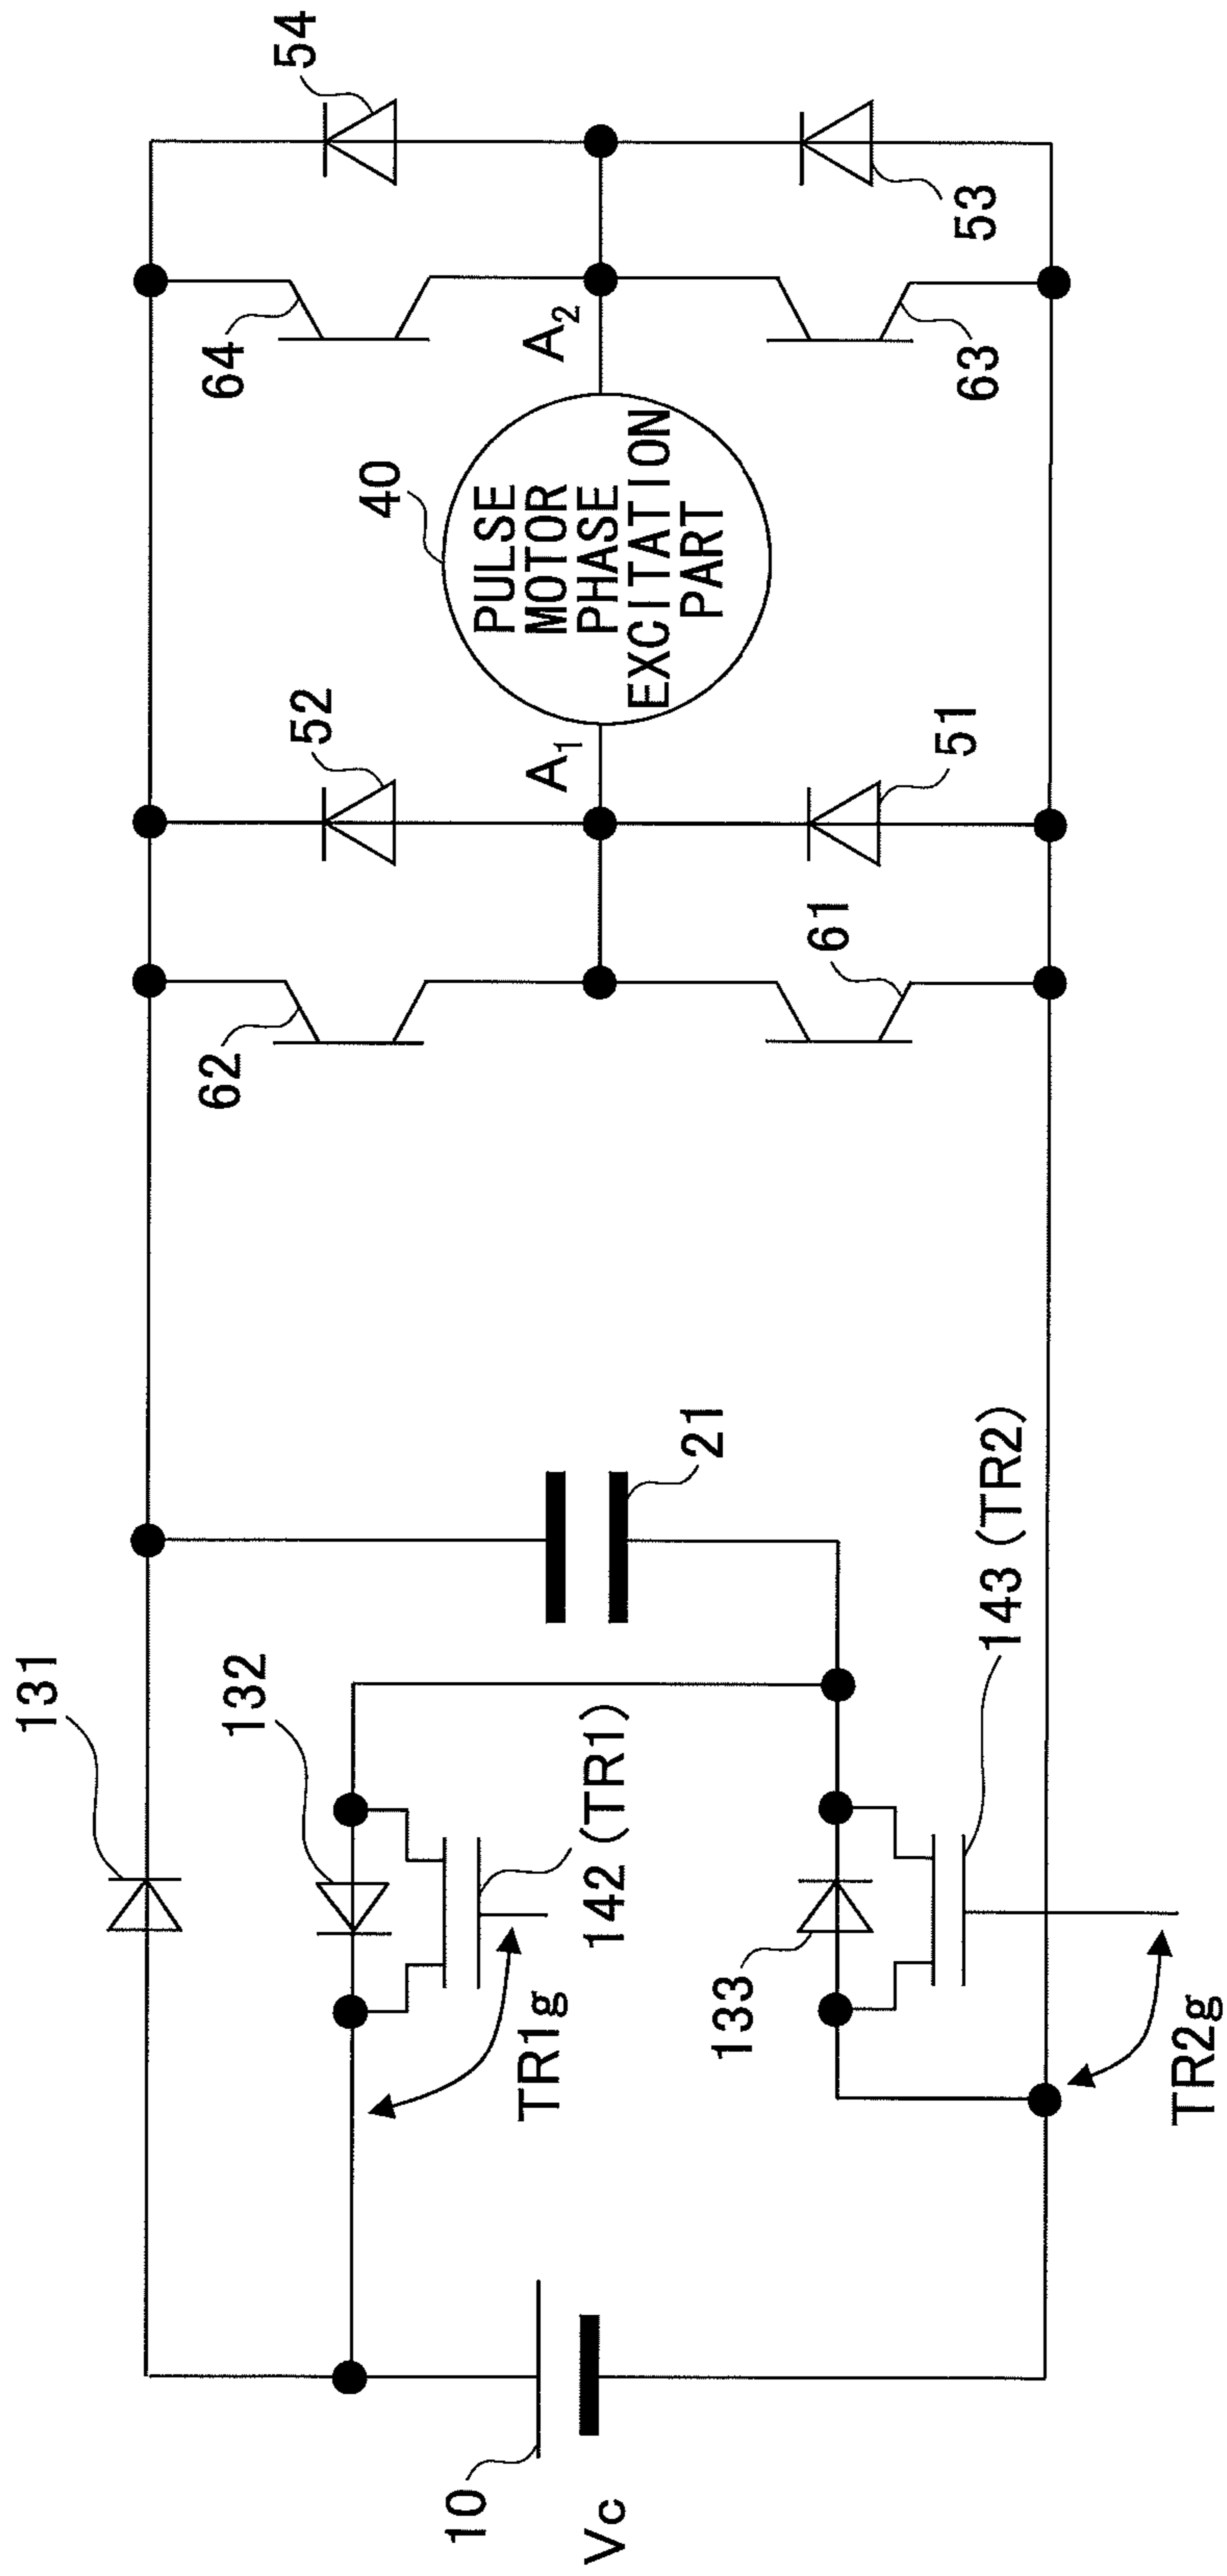 131
132
142 (TR1)
TR1g
133
143 (TR2)
TR2g
10
Vc
21
62
61
52
51
A1
40
PULSE
MOTOR
PHASE
EXCITATION
PART
A2
64
63
54
53